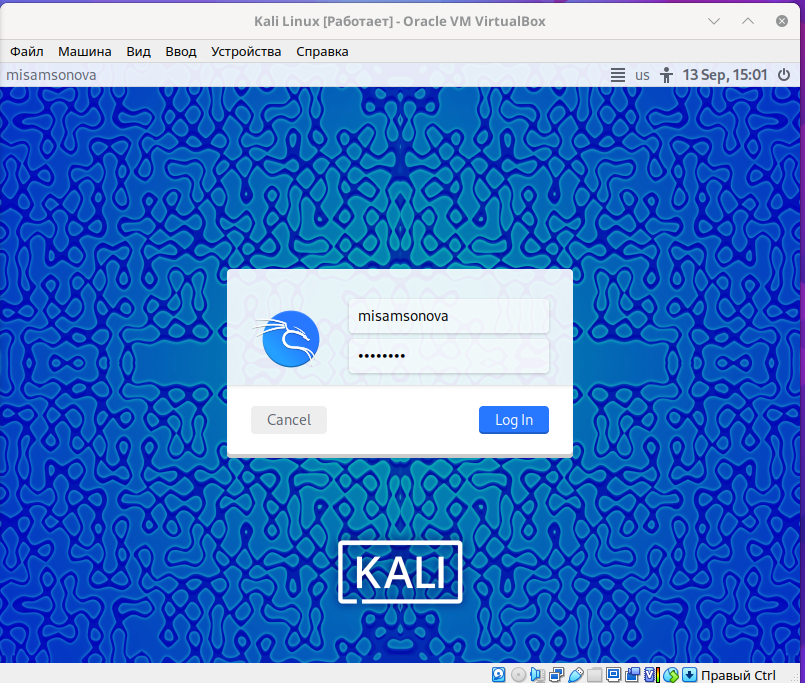 Kali Linux [Работает] - Oracle VM VirtualBox
Файл Машина Вид Ввод Устройства Справка
misamsonova us 13 Sep, 15:01
misamsonova
••••••••
Cancel Log In
KALI
Правый Ctrl